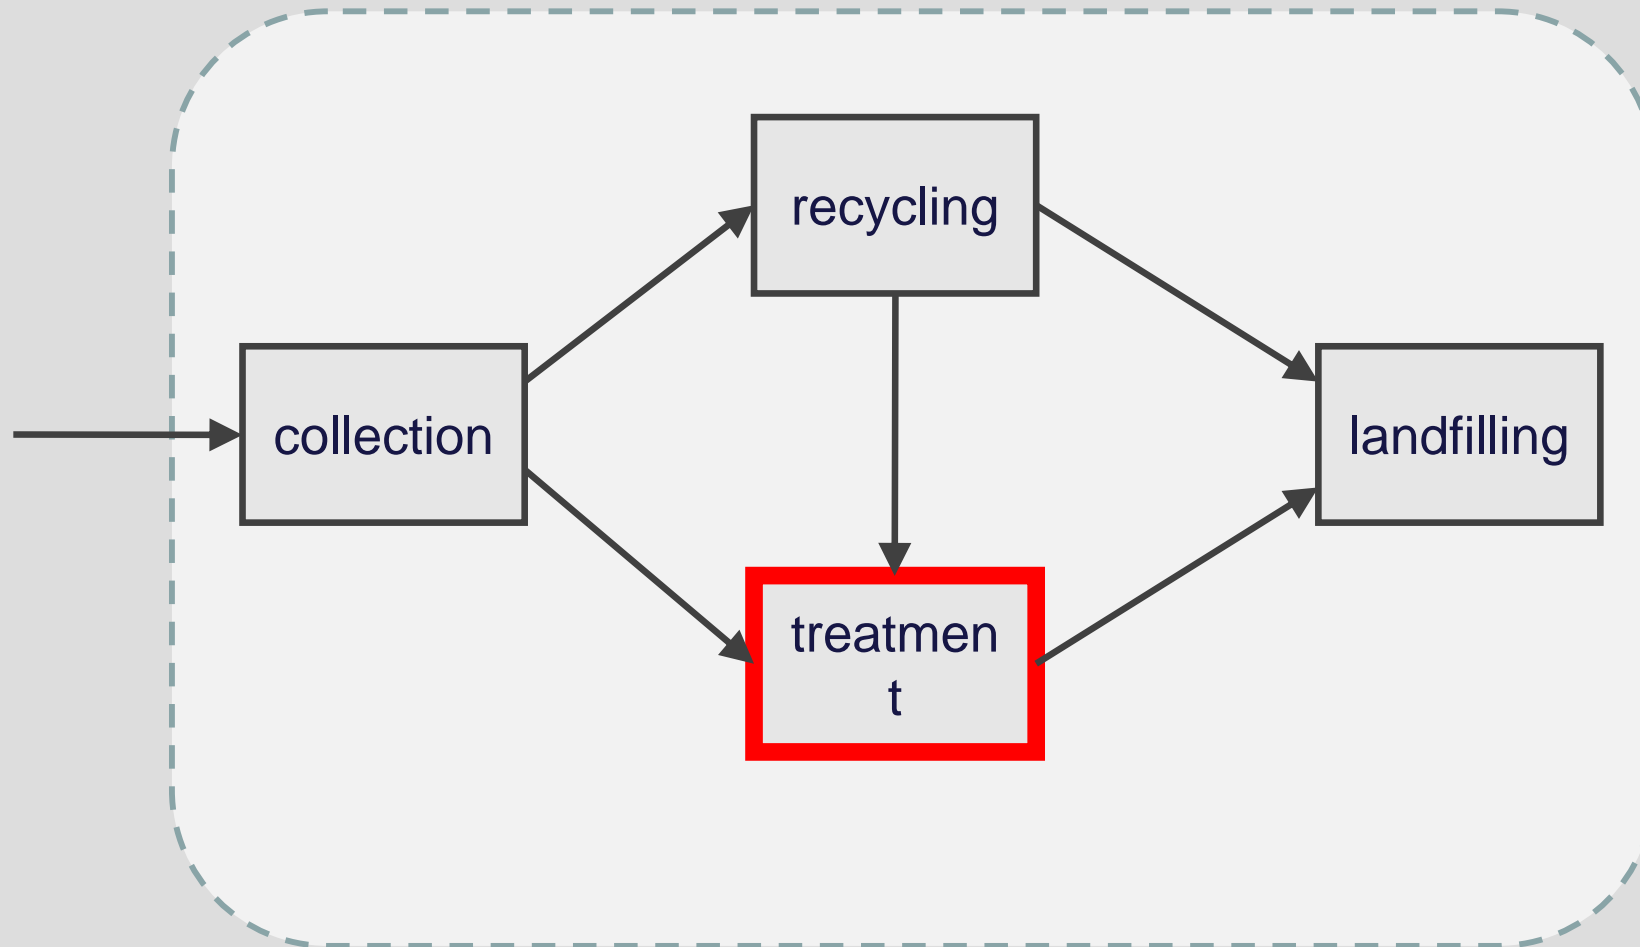 recycling
collection
landfilling
treatmen
t